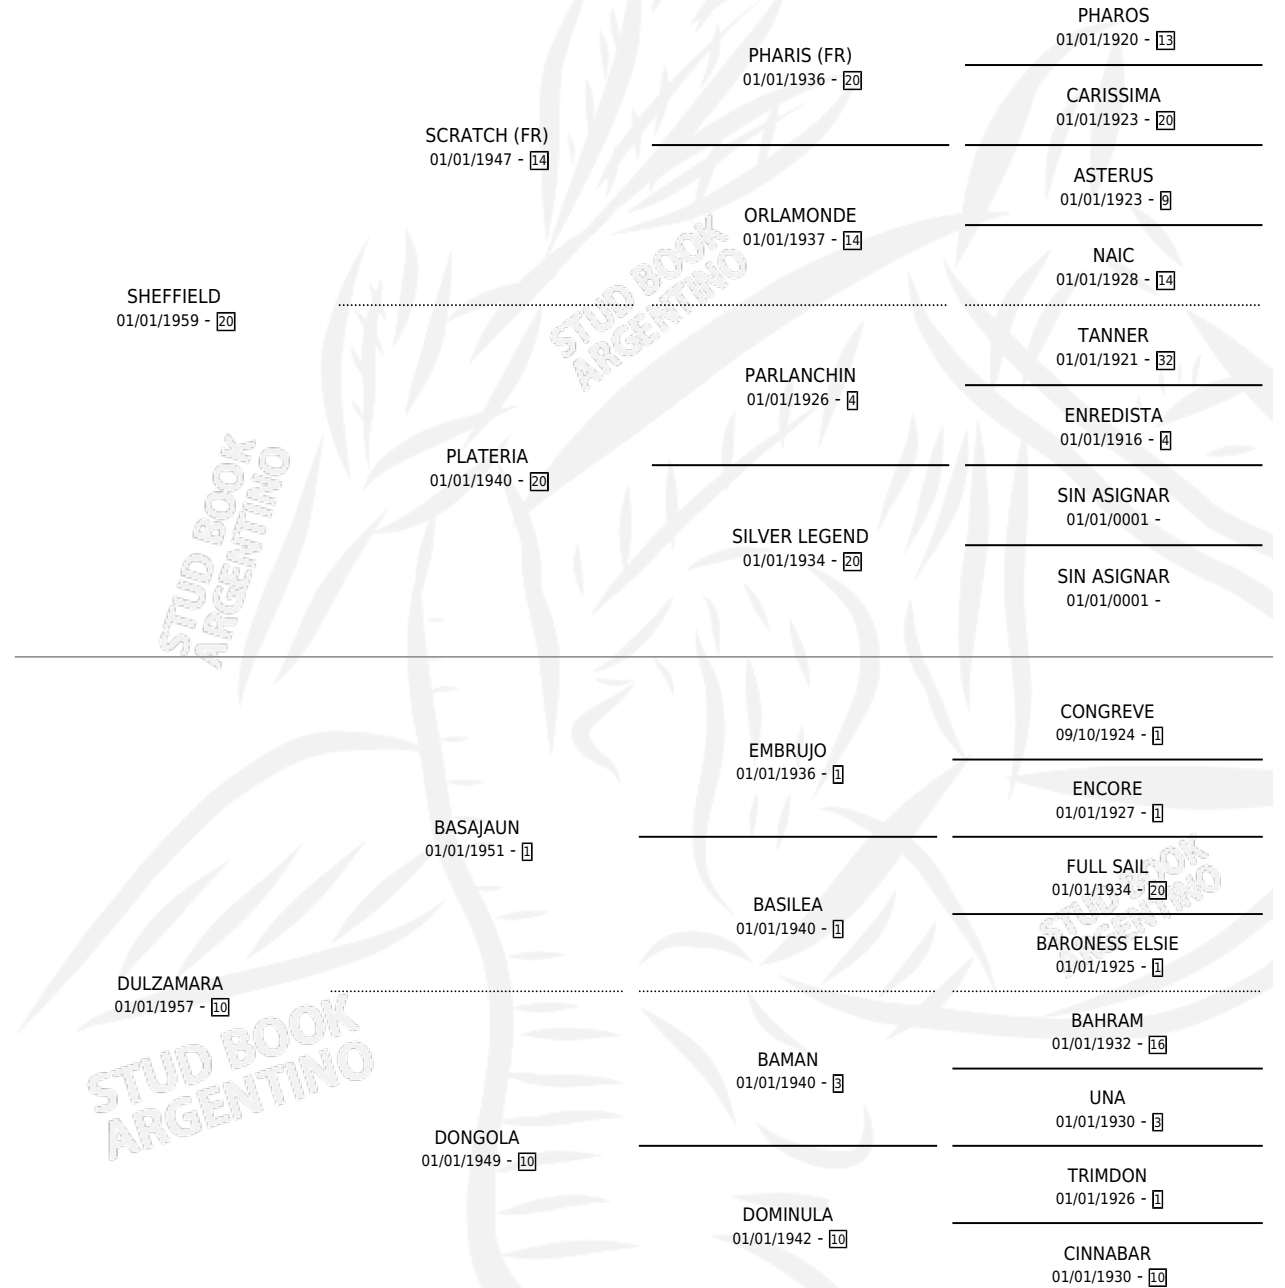 PHAROS
01/01/1920 - 13
PHARIS (FR)
01/01/1936 - 20
CARISSIMA
01/01/1923 - 20
SCRATCH (FR)
01/01/1947 - 14
ASTERUS
01/01/1923 - 9
ORLAMONDE
01/01/1937 - 14
NAIC
01/01/1928 - 14
SHEFFIELD
01/01/1959 - 20
STUD BOOK
ARGENTINO
TANNER
01/01/1921 - 32
PARLANCHIN
01/01/1926 - 4
ENREDISTA
01/01/1916 - 4
PLATERIA
01/01/1940 - 20
SIN ASIGNAR
01/01/0001 -
SILVER LEGEND
01/01/1934 - 20
SIN ASIGNAR
01/01/0001 -
STUD BOOK
ARGENTINO
CONGREVE
09/10/1924 - 1
EMBRUJO
01/01/1936 - 1
ENCORE
01/01/1927 - 1
BASAJAUN
01/01/1951 - 1
FULL SAIL
01/01/1934 - 20
BASILEA
01/01/1940 - 1
BARONESS ELSIE
01/01/1925 - 1
STUD BOOK
ARGENTINO
DULZAMARA
01/01/1957 - 10
BAHRAM
01/01/1932 - 16
BAMAN
01/01/1940 - 3
UNA
01/01/1930 - 3
STUD BOOK
ARGENTINO
DONGOLA
01/01/1949 - 10
TRIMDON
01/01/1926 - 1
DOMINULA
01/01/1942 - 10
CINNABAR
01/01/1930 - 10